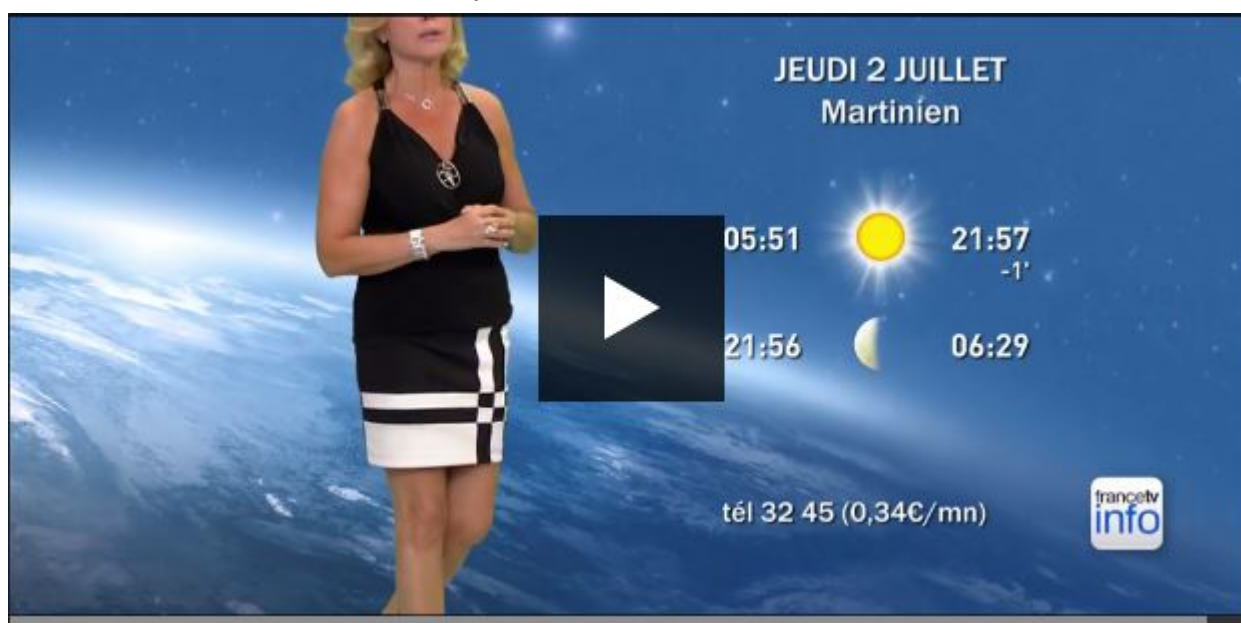 JEUDI 2 JUILLET
Martinien
05:51 21:57
-1'
21:56 06:29
tél 32 45 (0,34€/mn)
francetv
info